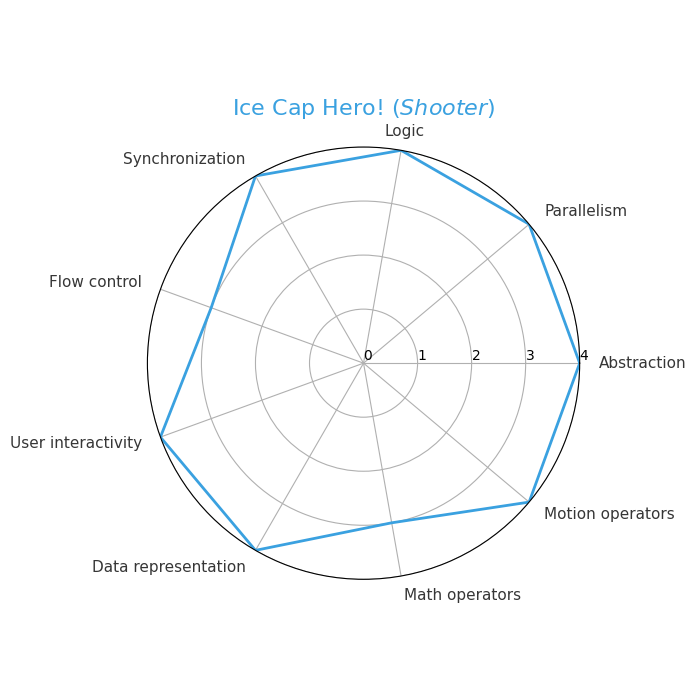 Ice Cap Hero! (Shooter)
Logic
Synchronization
Parallelism
Flow control
0 1 2 3 4
Abstraction
User interactivity
Motion operators
Data representation
Math operators